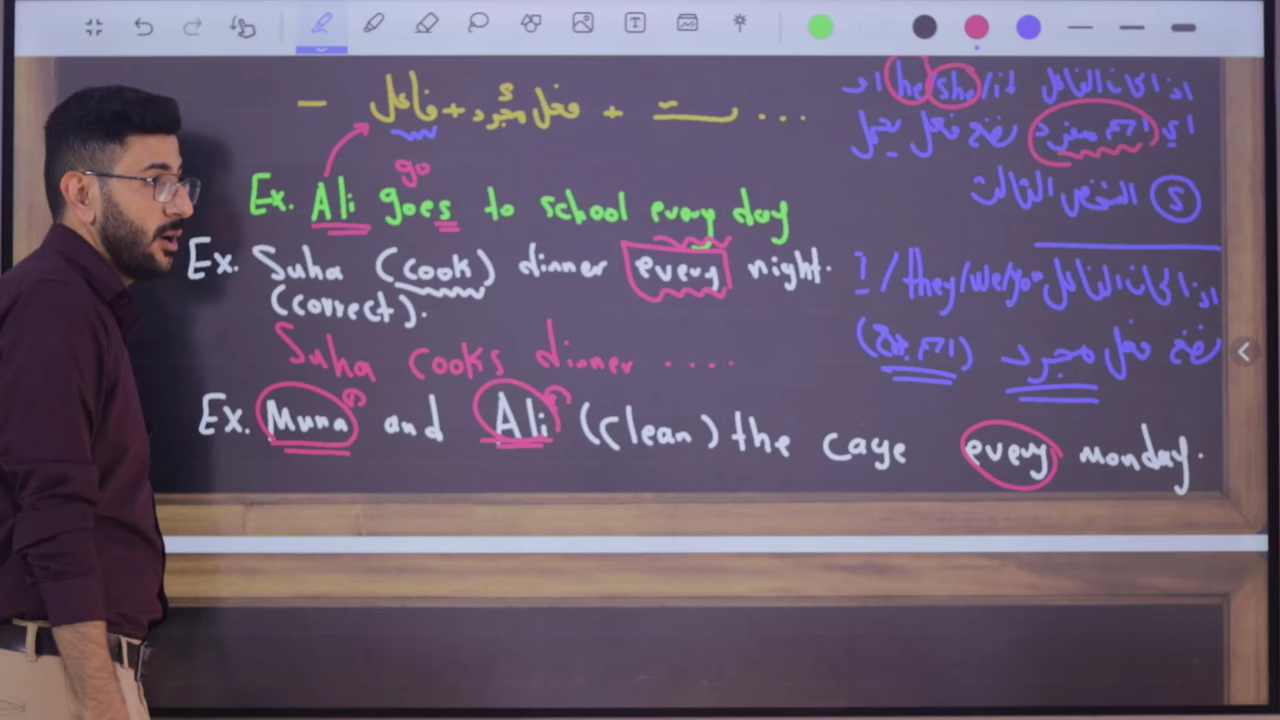 – فاعل + فعل مجرد s + تكملة ...
go
Ex. Ali goes to school every day
Ex. Suha (cook) dinner every night.
(correct).
Suha cooks dinner ....
Ex. Muna and Ali (clean) the cage every monday.
اذا كان الفاعل he/she/it او
اي اسم مفرد نضع فعل يحمل
s الشخص الثالث
اذا كان الفاعل I/they/we/you
نضع فعل مجرد (اسم جمع)